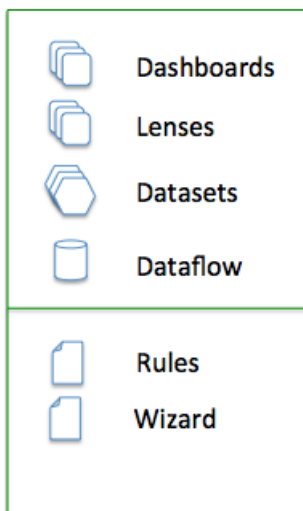 Dashboards
Lenses
Datasets
Dataflow
Rules
Wizard